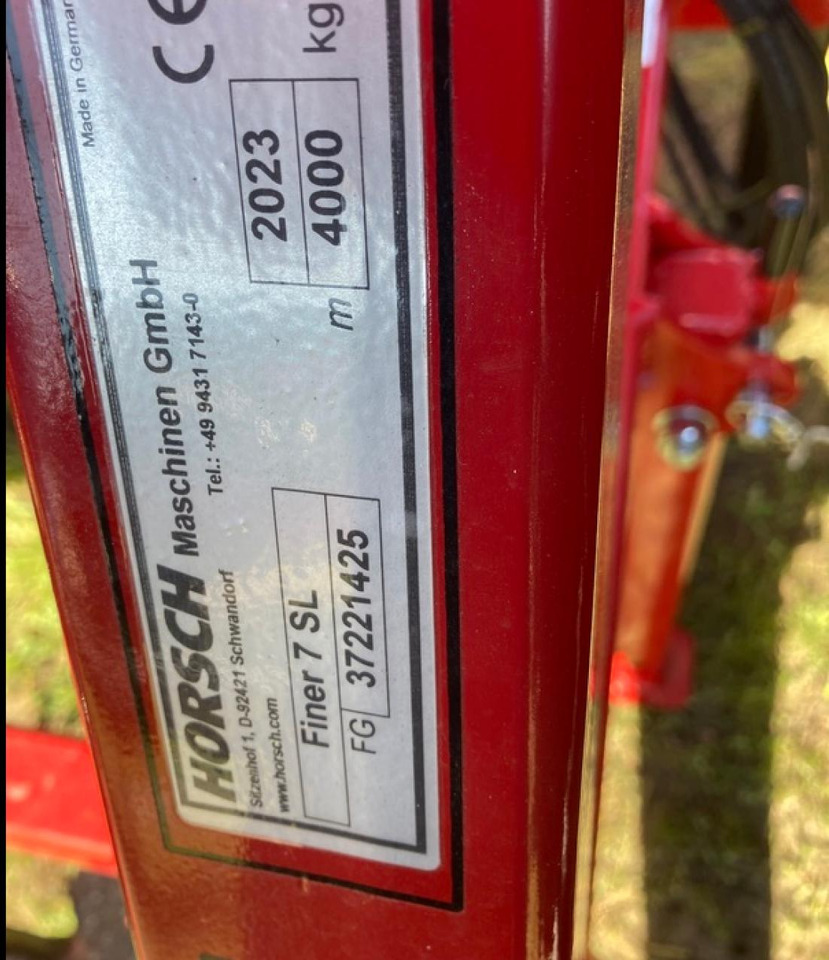 HORSCH Maschinen GmbH
Sitzenhof 1, D-92421 Schwandorf Tel.: +49 9431 7143-0
www.horsch.com
Made in
CE
Finer 7 SL
2023
FG 37221425
m 4000 kg